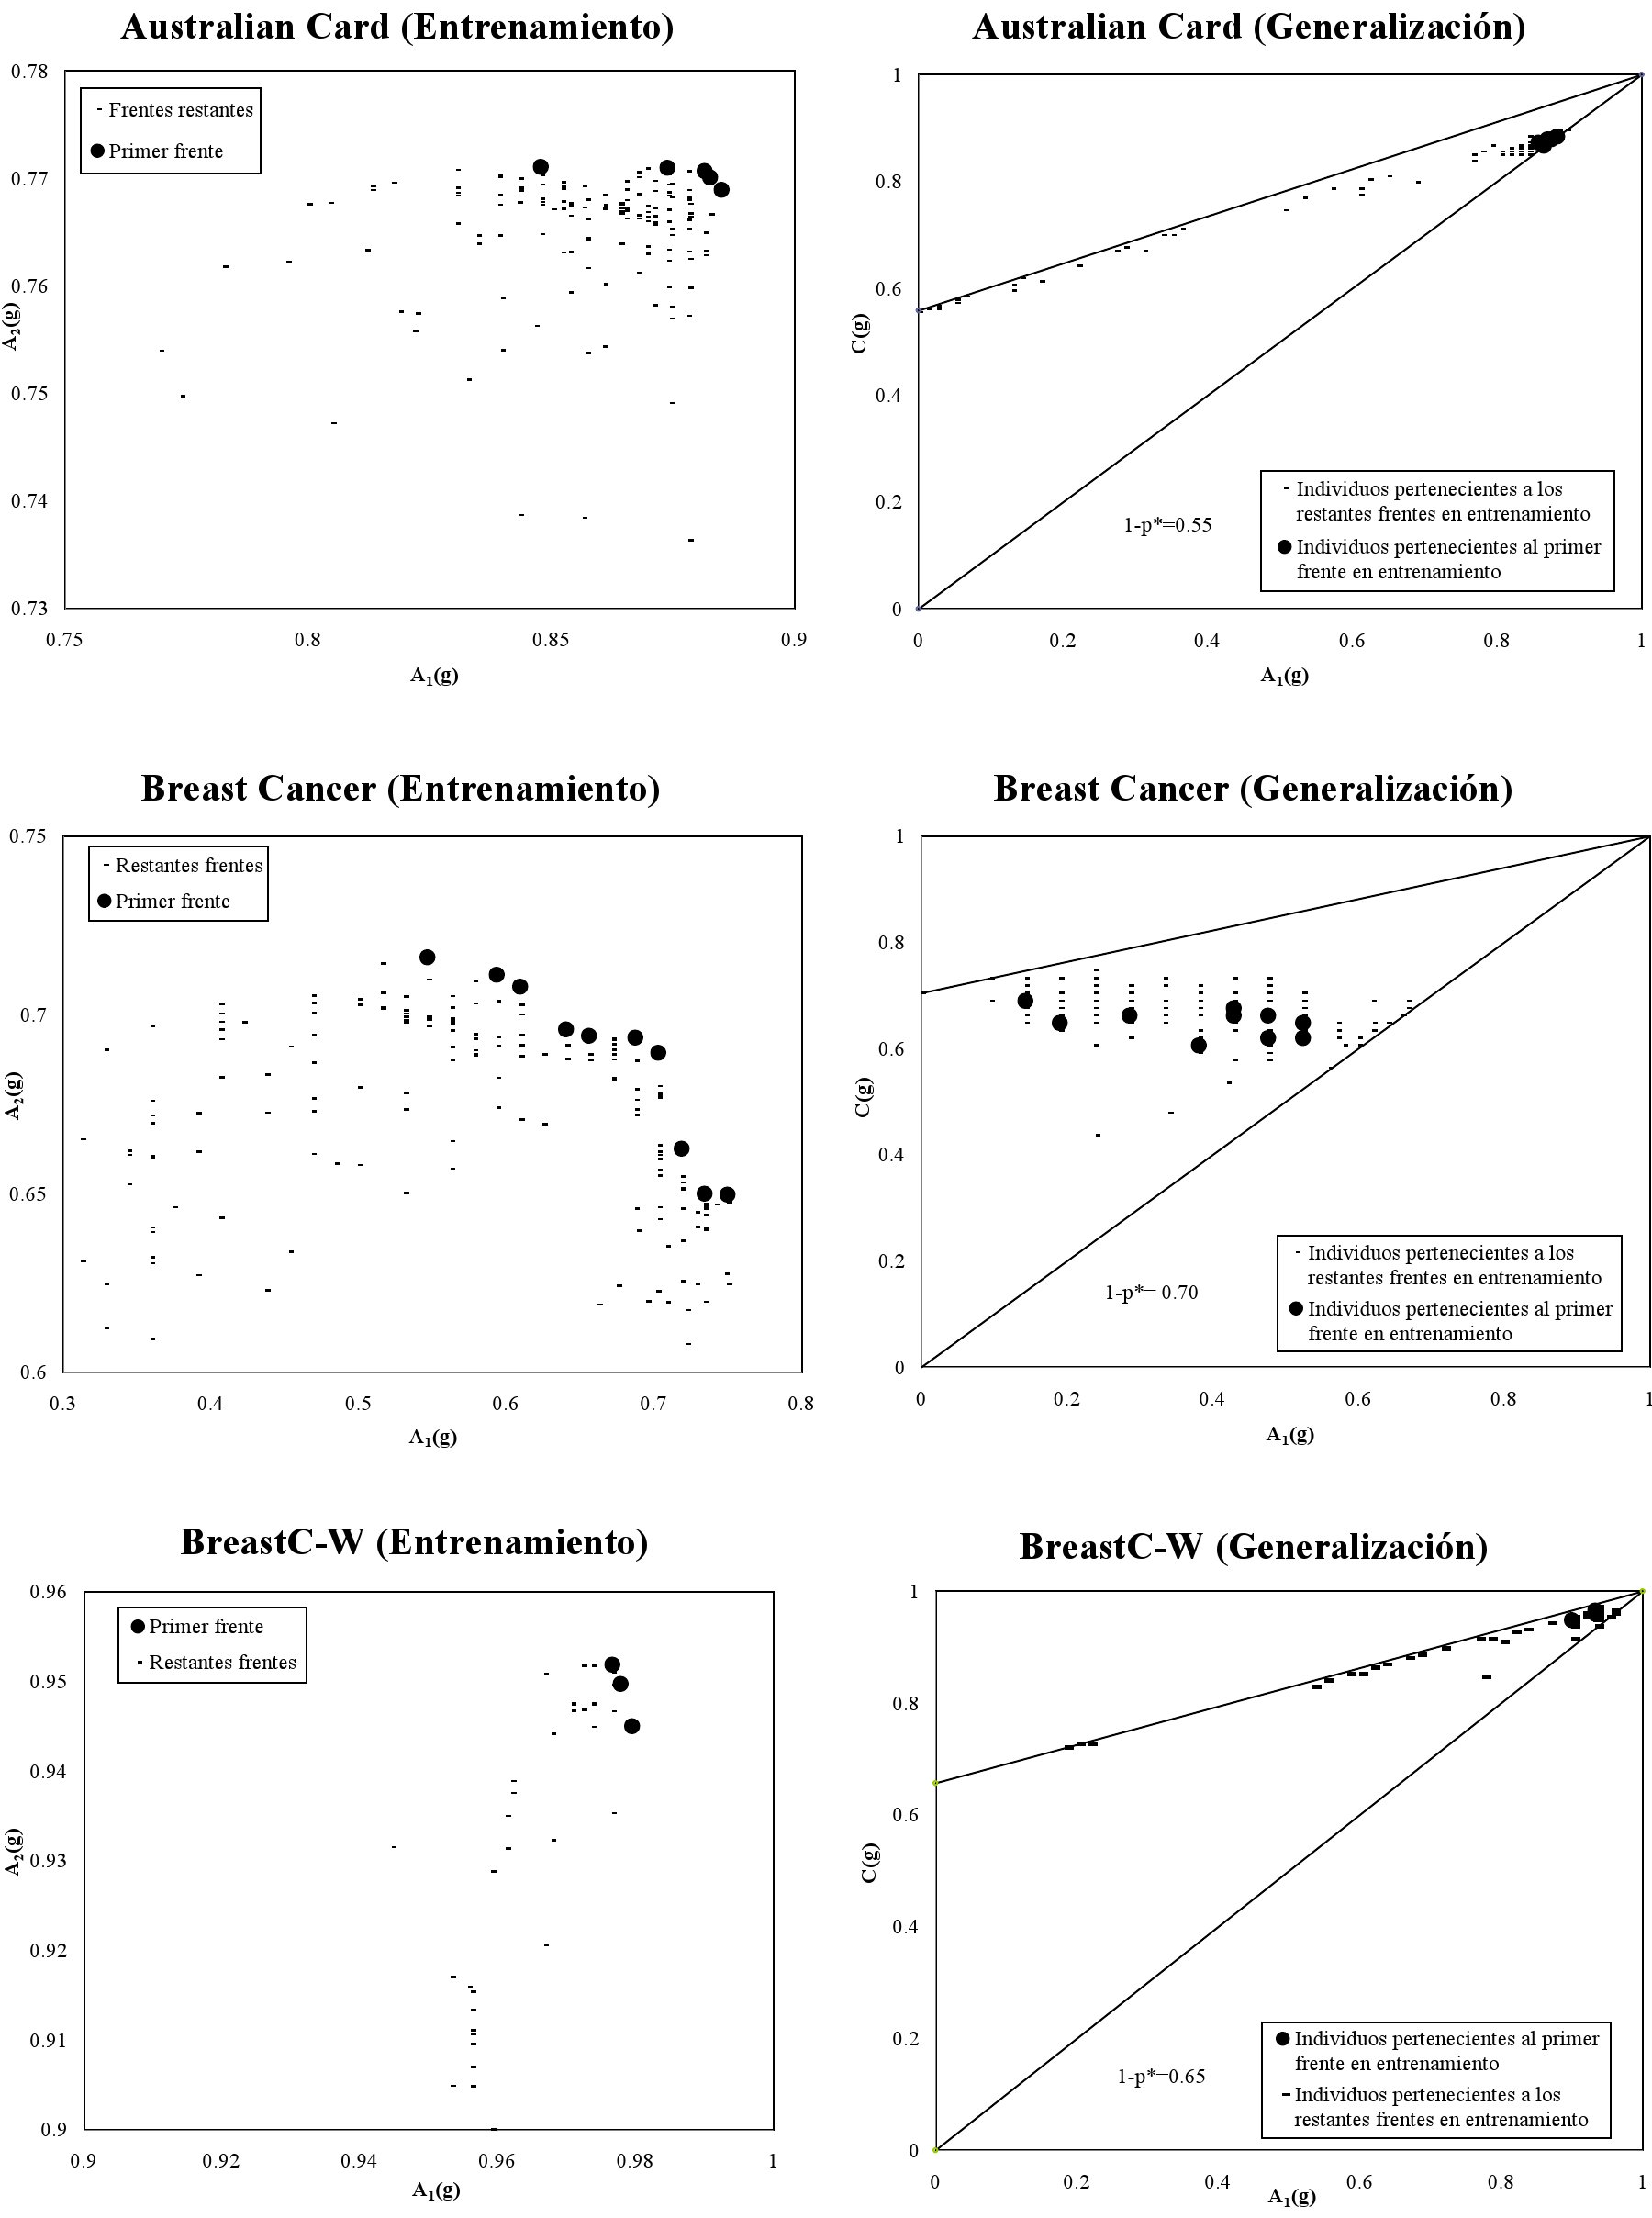 Australian Card (Entrenamiento)
0.78
0.77
0.76
0.75
0.74
0.73
A2(g)
- Frentes restantes
Primer frente
0.75
0.8
0.85
0.9
A1(g)
Australian Card (Generalización)
1
0.8
0.6
0.4
0.2
0
C(g)
1-p*=0.55
- Individuos pertenecientes a los
restantes frentes en entrenamiento
Individuos pertenecientes al primer
frente en entrenamiento
0
0.2
0.4
0.6
0.8
1
A1(g)
Breast Cancer (Entrenamiento)
0.75
0.7
0.65
0.6
A2(g)
- Restantes frentes
Primer frente
0.3
0.4
0.5
0.6
0.7
0.8
A1(g)
Breast Cancer (Generalización)
1
0.8
0.6
0.4
0.2
0
C(g)
1-p*= 0.70
- Individuos pertenecientes a los
restantes frentes en entrenamiento
Individuos pertenecientes al primer
frente en entrenamiento
0
0.2
0.4
0.6
0.8
1
A1(g)
BreastC-W (Entrenamiento)
0.96
0.95
0.94
0.93
0.92
0.91
0.9
A2(g)
Primer frente
- Restantes frentes
0.9
0.92
0.94
0.96
0.98
1
A1(g)
BreastC-W (Generalización)
1
0.8
0.6
0.4
0.2
0
C(g)
1-p*=0.65
Individuos pertenecientes al primer
frente en entrenamiento
- Individuos pertenecientes a los
restantes frentes en entrenamiento
0
0.2
0.4
0.6
0.8
1
A1(g)